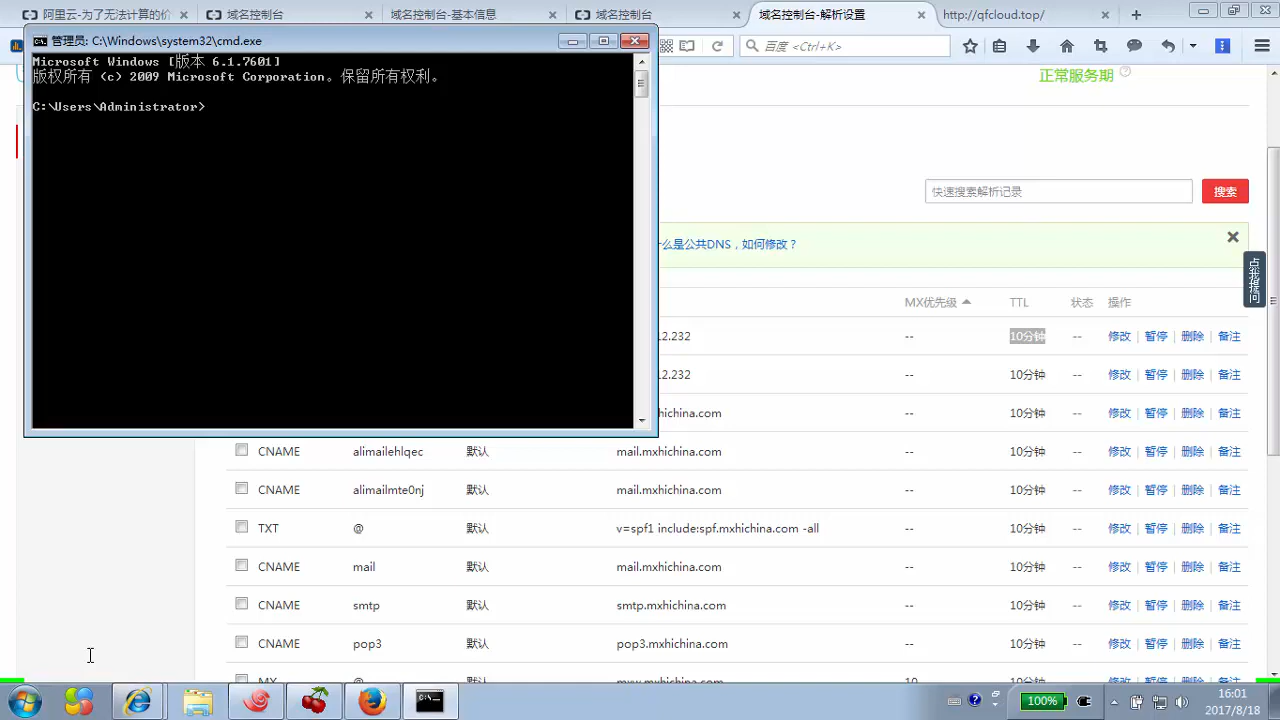 阿里云-为了无法计算的价
域名控制台
域名控制台-基本信息
域名控制台
域名控制台-解析设置
http://qfcloud.top/
管理员: C:\Windows\system32\cmd.exe
百度 <Ctrl+K>
Microsoft Windows [版本 6.1.7601]
版权所有 (c) 2009 Microsoft Corporation。保留所有权利。
C:\Users\Administrator>
正常服务期
快速搜索解析记录
搜索
么是公共DNS，如何修改？
点我提问
MX优先级 TTL 状态 操作
12.232 -- 10分钟 -- 修改 暂停 删除 备注
12.232 -- 10分钟 -- 修改 暂停 删除 备注
hichina.com -- 10分钟 -- 修改 暂停 删除 备注
CNAME alimailehlqec 默认 mail.mxhichina.com -- 10分钟 -- 修改 暂停 删除 备注
CNAME alimailmte0nj 默认 mail.mxhichina.com -- 10分钟 -- 修改 暂停 删除 备注
TXT @ 默认 v=spf1 include:spf.mxhichina.com -all -- 10分钟 -- 修改 暂停 删除 备注
CNAME mail 默认 mail.mxhichina.com -- 10分钟 -- 修改 暂停 删除 备注
CNAME smtp 默认 smtp.mxhichina.com -- 10分钟 -- 修改 暂停 删除 备注
CNAME pop3 默认 pop3.mxhichina.com -- 10分钟 -- 修改 暂停 删除 备注
100%
16:01
2017/8/18